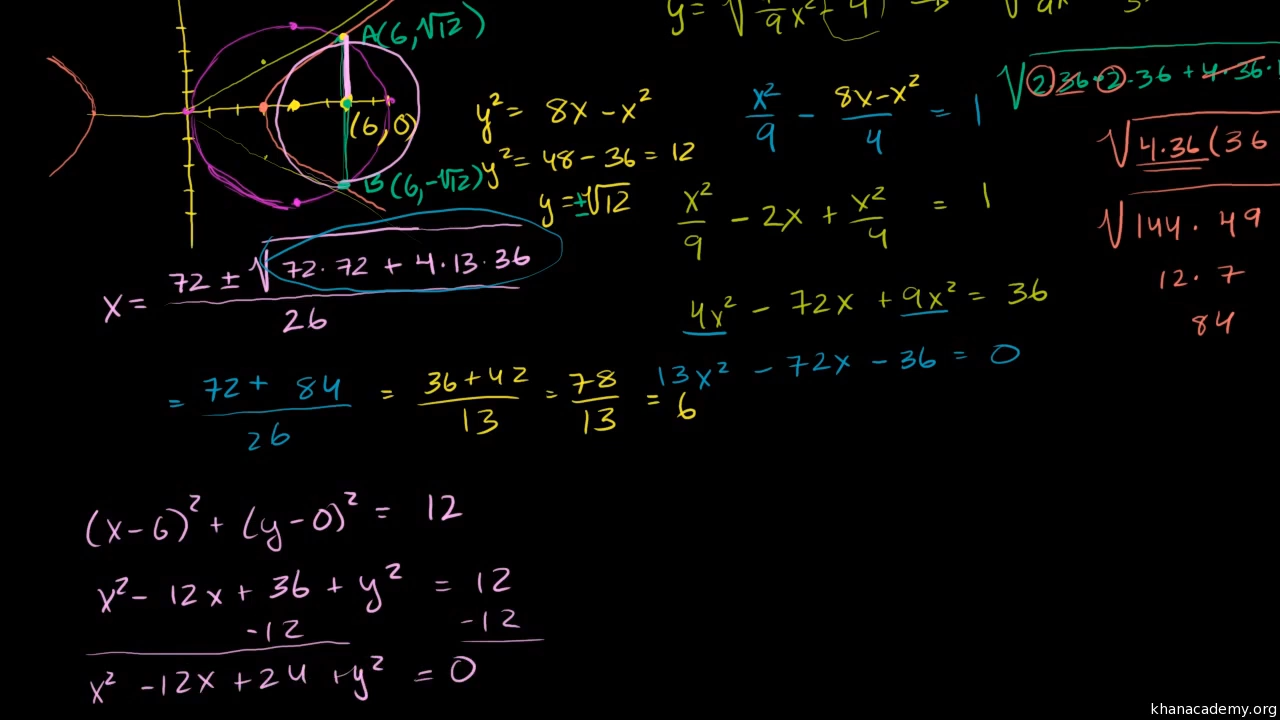 A(6, √12)
(6, 0)
B(6, -√12)
y² = 8x - x²
y² = 48 - 36 = 12
y = ±√12
x²/9 - (8x-x²)/4 = 1
x²/9 - 2x + x²/4 = 1
4x² - 72x + 9x² = 36
13x² - 72x - 36 = 0
√4·36(36
√144·49
12·7
84
x = (72 ± √72·72 + 4·13·36)/26
= (72 + 84)/26 = (36+42)/13 = 78/13 = 6
(x-6)² + (y-0)² = 12
x² - 12x + 36 + y² = 12
-12 -12
x² - 12x + 24 + y² = 0
khanacademy.org